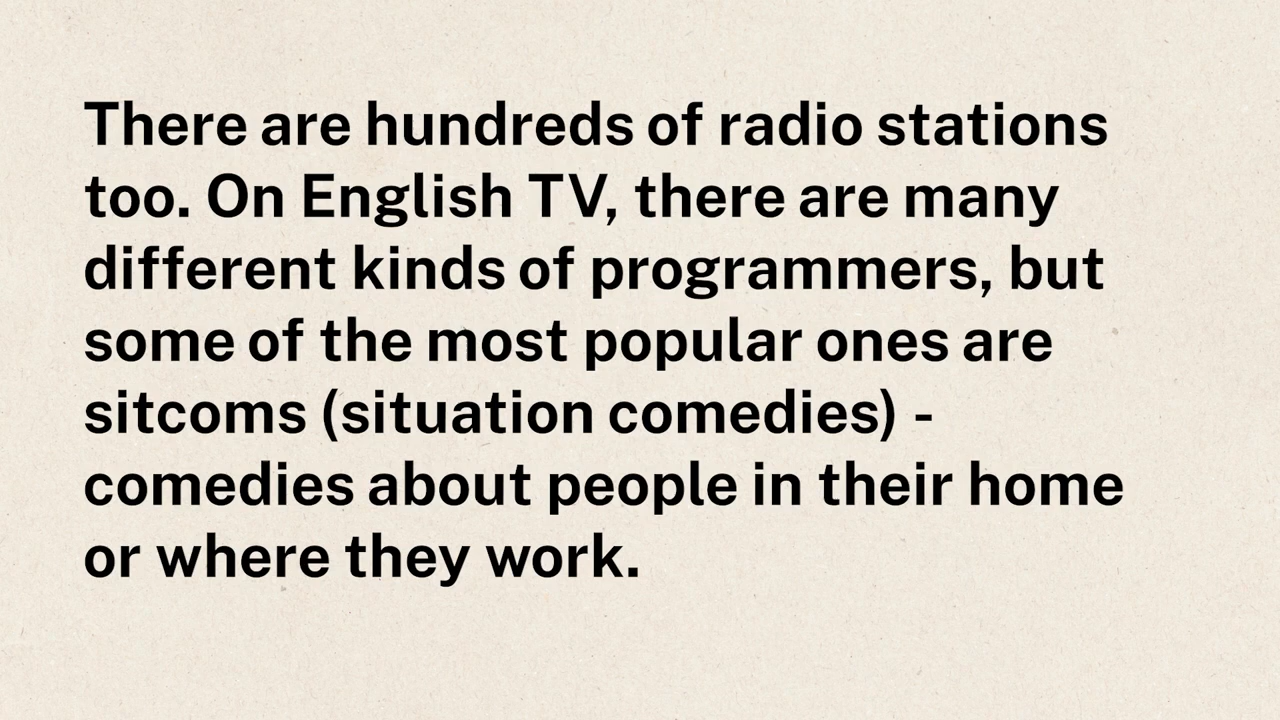 There are hundreds of radio stations
too. On English TV, there are many
different kinds of programmers, but
some of the most popular ones are
sitcoms (situation comedies) -
comedies about people in their home
or where they work.